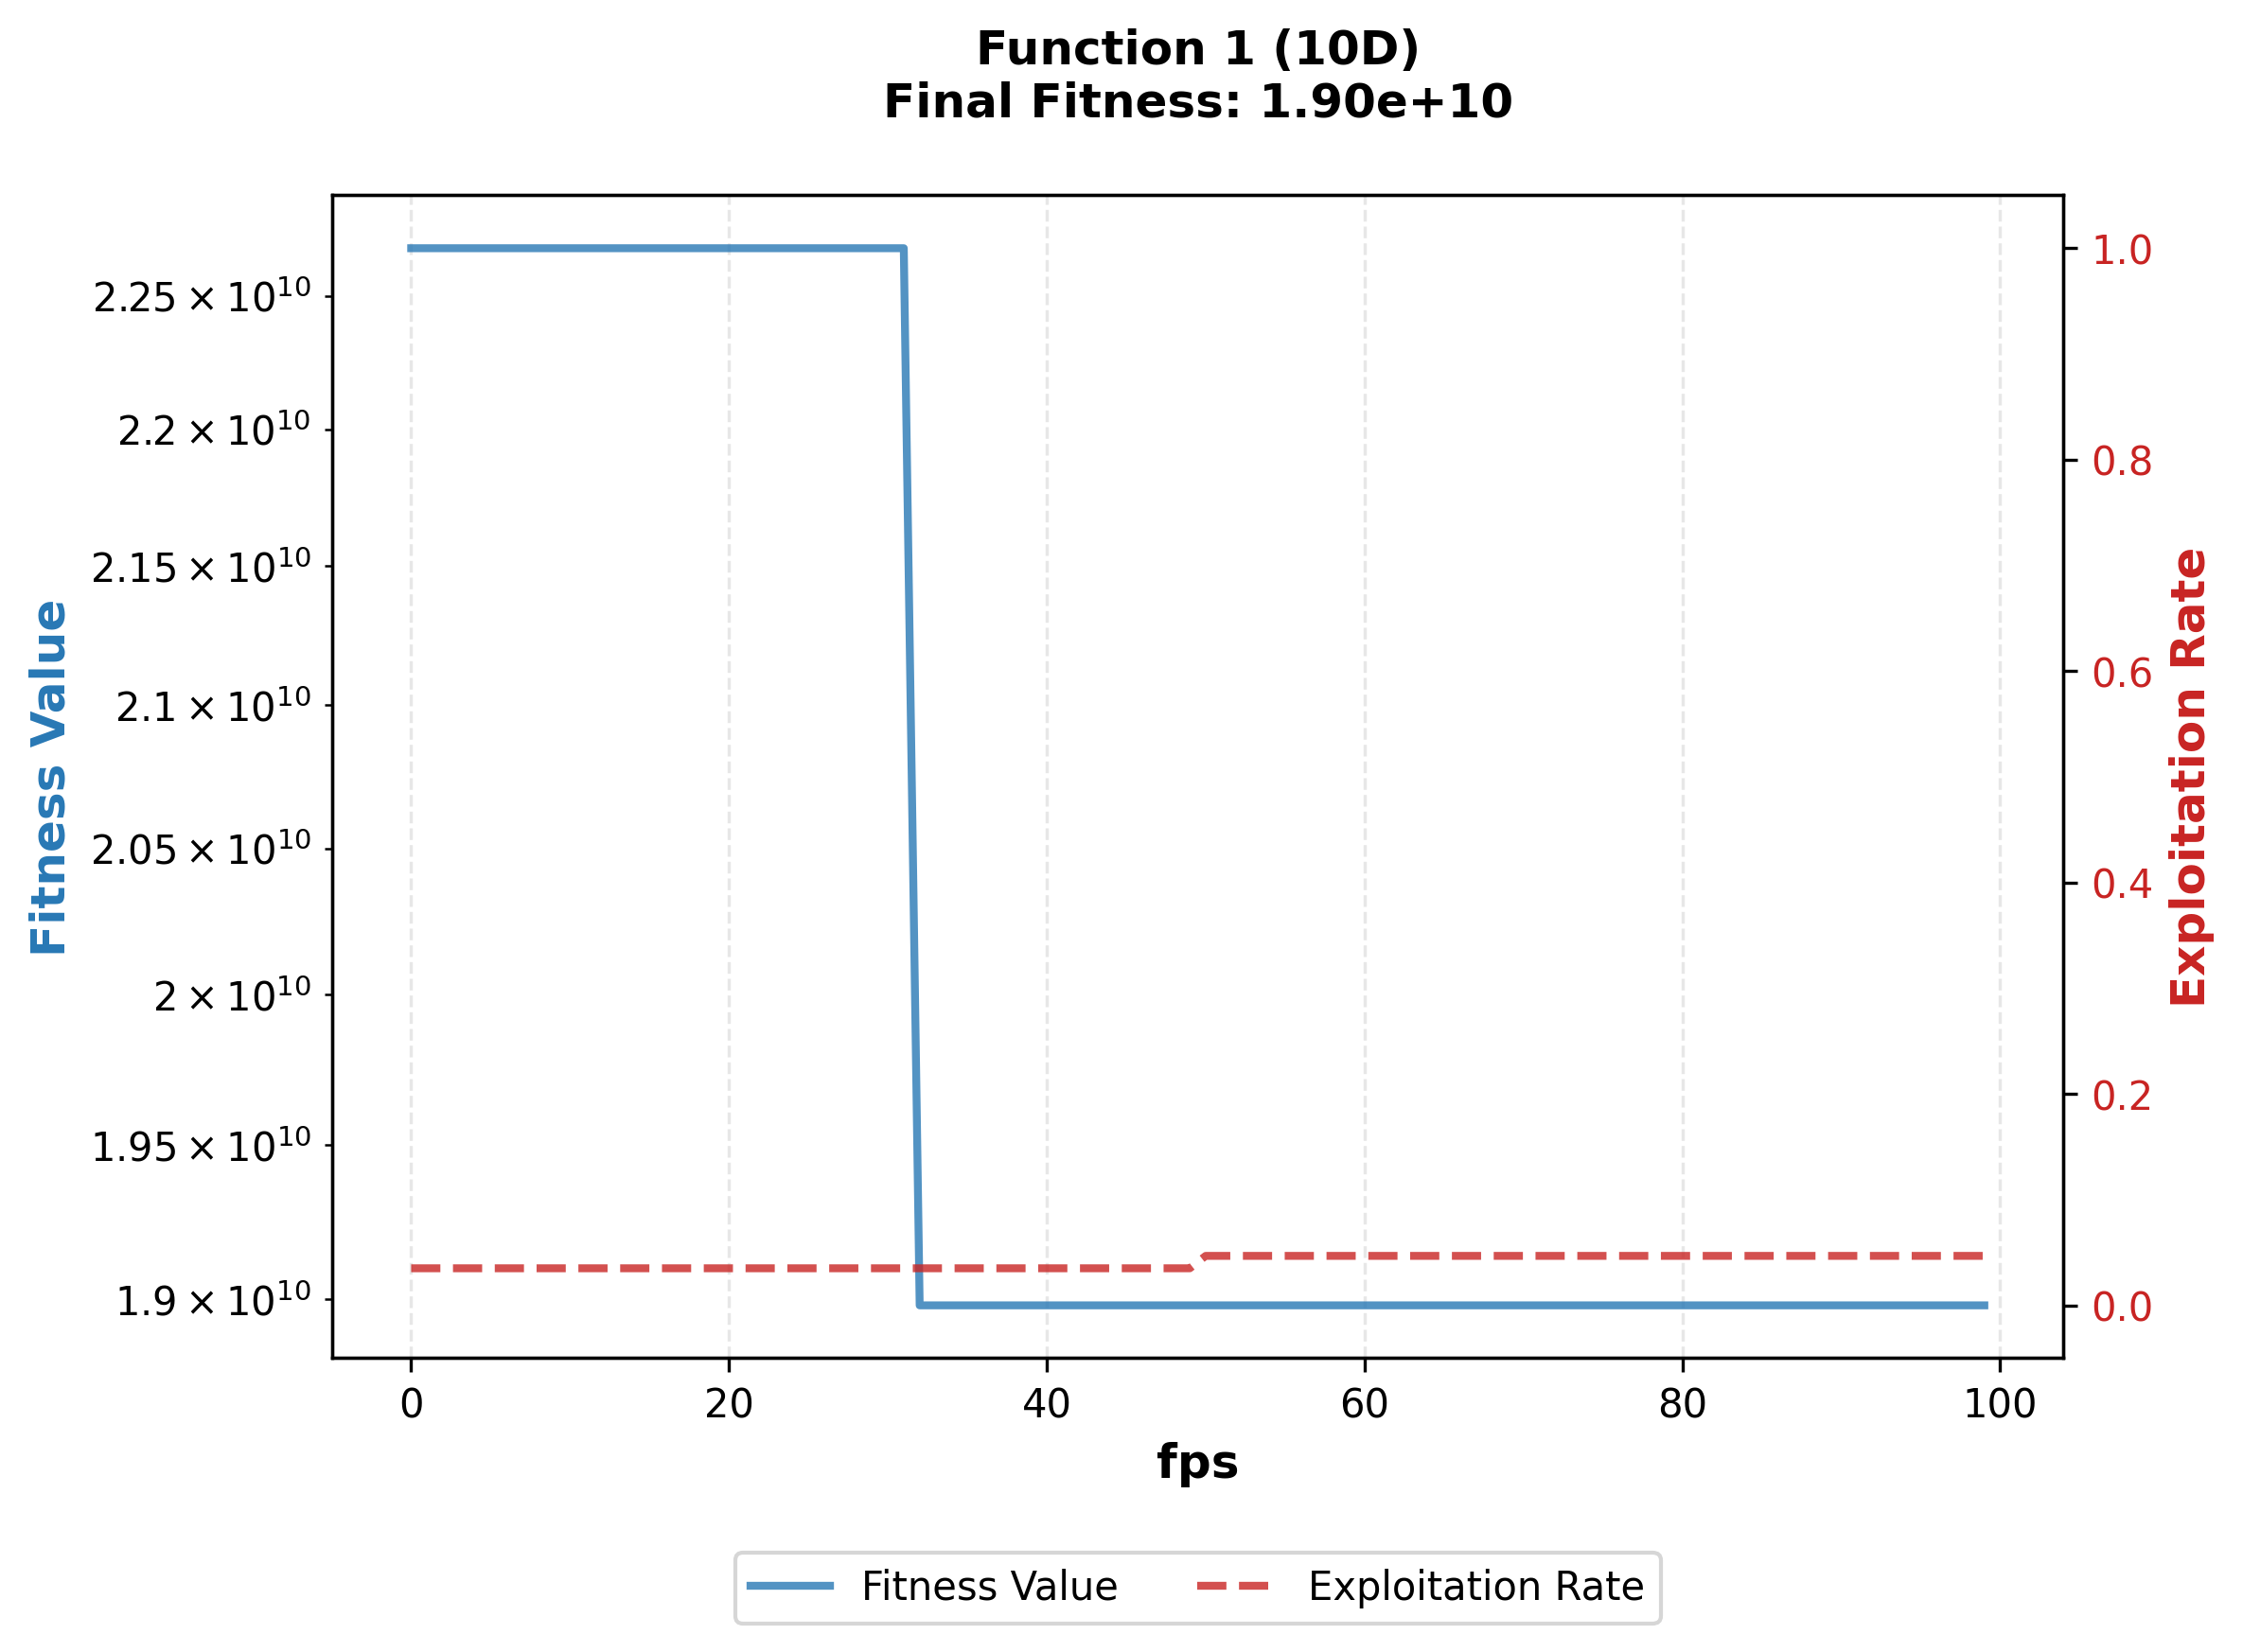 Function 1 (10D)
Final Fitness: 1.90e+10
Fitness Value
2.25 × 10¹⁰
2.2 × 10¹⁰
2.15 × 10¹⁰
2.1 × 10¹⁰
2.05 × 10¹⁰
2 × 10¹⁰
1.95 × 10¹⁰
1.9 × 10¹⁰
1.0
0.8
0.6
0.4
0.2
0.0
Exploitation Rate
0 20 40 60 80 100
fps
Fitness Value Exploitation Rate